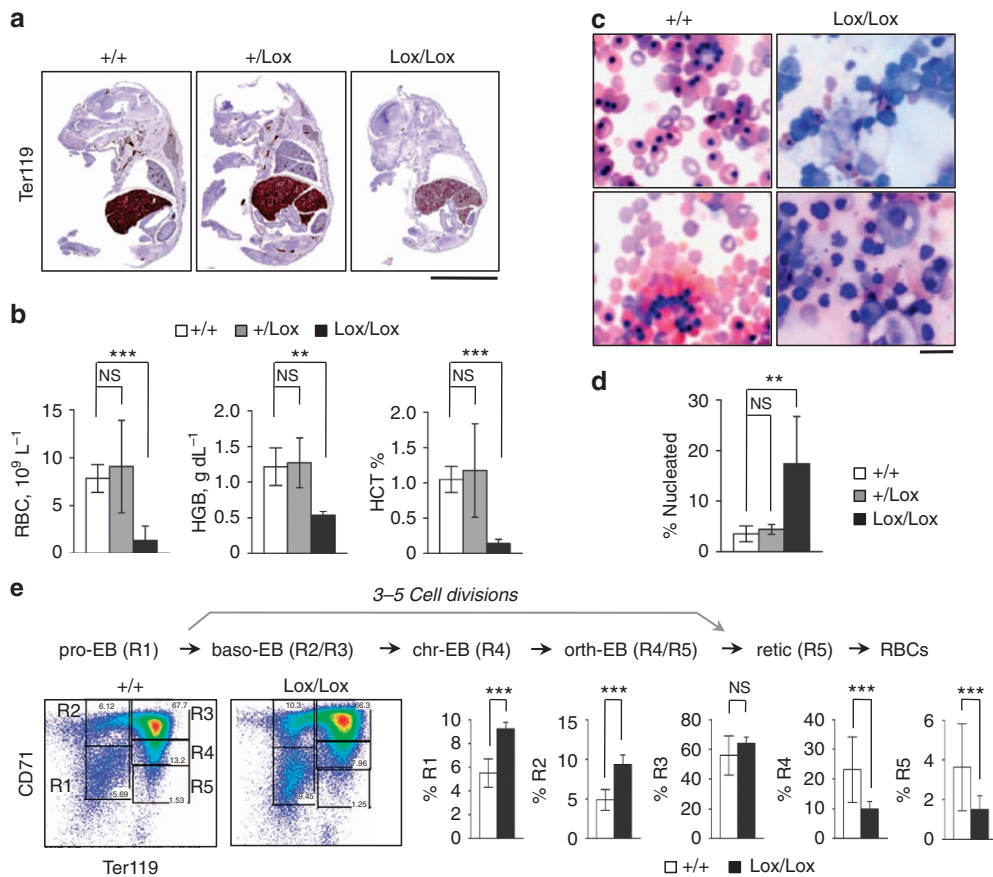 a
+/+ +/Lox Lox/Lox
Ter119
b
+/+ +/Lox Lox/Lox
*** ** ***
NS NS NS
RBC, 10⁹ L⁻¹
15
10
5
0
HGB, g dL⁻¹
2.0
1.5
1.0
0.5
0
HCT %
2.0
1.5
1.0
0.5
0
c
+/+ Lox/Lox
d
**
NS
% Nucleated
30
20
10
0
+/+
+/Lox
Lox/Lox
e
3–5 Cell divisions
pro-EB (R1) → baso-EB (R2/R3) → chr-EB (R4) → orth-EB (R4/R5) → retic (R5) → RBCs
+/+ Lox/Lox
R2 6.12 67.7 R3
R4
13.2
R1 5.69 R5
1.53
10.3 66.3
7.96
9.45
1.25
CD71
Ter119
***
% R1
10
8
6
4
2
0
***
% R2
15
10
5
0
NS
% R3
80
60
40
20
0
***
% R4
40
30
20
10
0
***
% R5
6
4
2
0
+/+ Lox/Lox